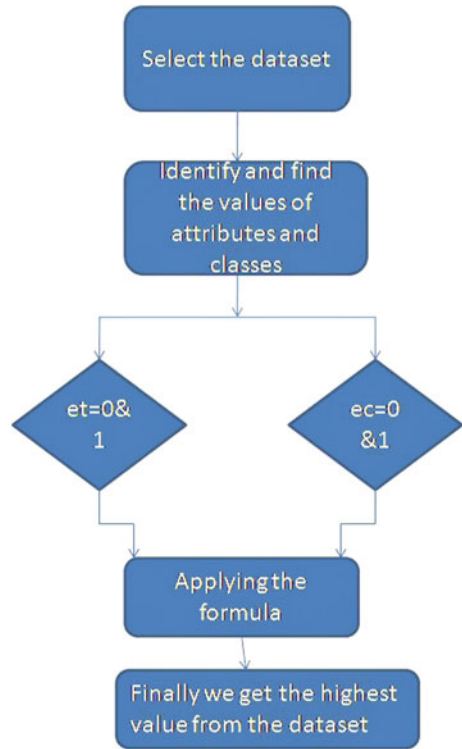 Select the dataset
Identify and find
the values of
attributes and
classes
et=0&
1
ec=0
&1
Applying the
formula
Finally we get the highest
value from the dataset